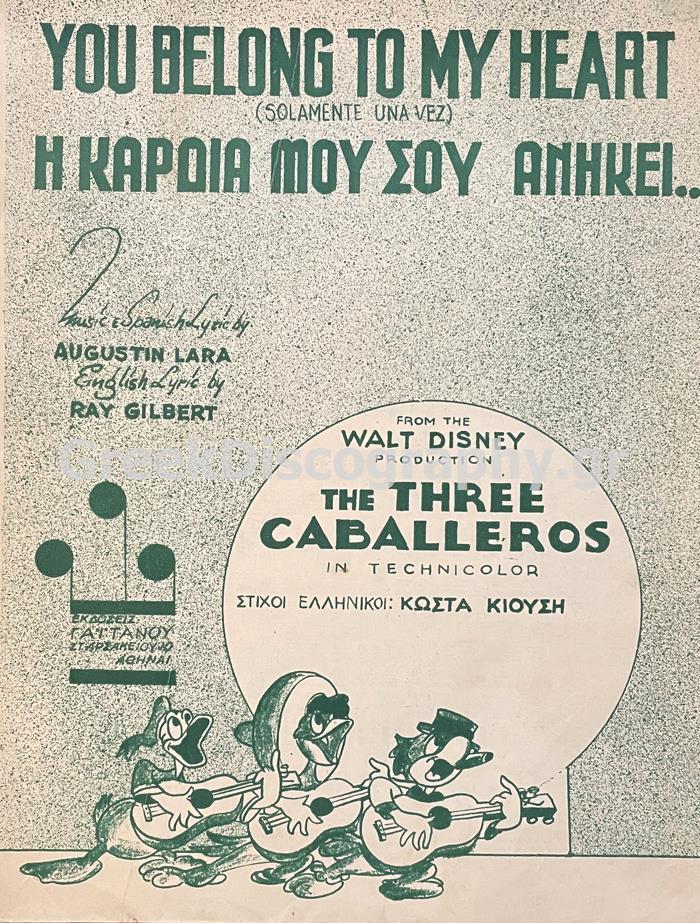 YOU BELONG TO MY HEART
(SOLAMENTE UNA VEZ)
Η ΚΑΡΔΙΑ ΜΟΥ ΣΟΥ ΑΝΗΚΕΙ..
Music & Spanish Lyric by
AUGUSTIN LARA
English Lyric by
RAY GILBERT
FROM THE
WALT DISNEY
PRODUCTION
GreekDiscography.gr
THE THREE
CABALLEROS
IN TECHNICOLOR
ΣΤΙΧΟΙ ΕΛΛΗΝΙΚΟΙ: ΚΩΣΤΑ ΚΙΟΥΣΗ
ΕΚΔΟΣΕΙΣ
ΓΑΪΤΑΝΟΥ
ΑΘΗΝΑΙ